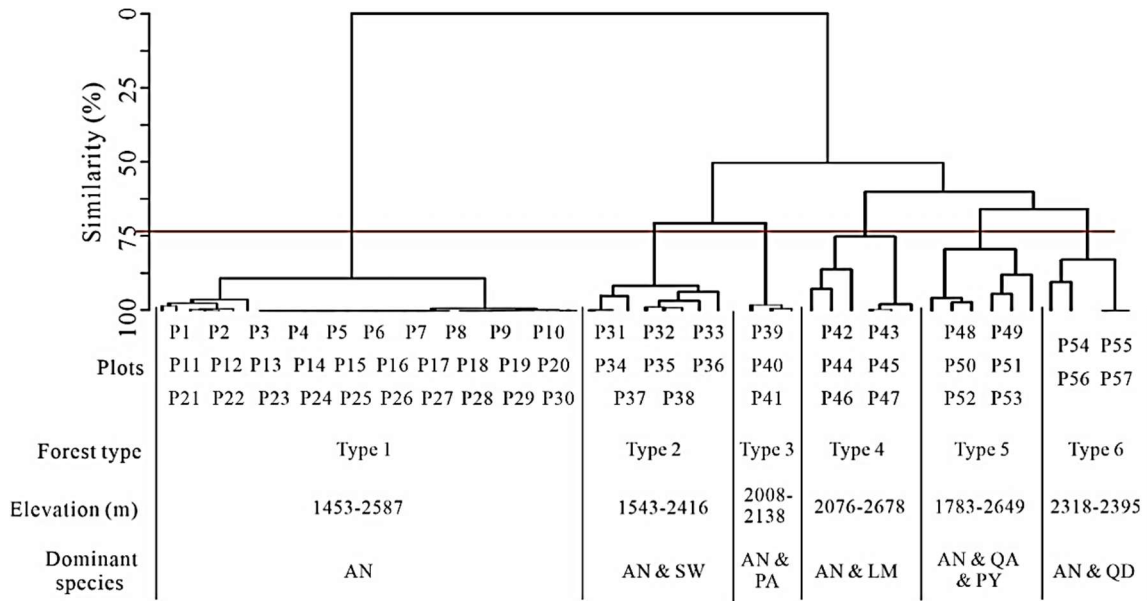 0
25
50
75
100
Similarity (%)
Plots
P1 P2 P3 P4 P5 P6 P7 P8 P9 P10
P11 P12 P13 P14 P15 P16 P17 P18 P19 P20
P21 P22 P23 P24 P25 P26 P27 P28 P29 P30
P31 P32 P33
P34 P35 P36
P37 P38
P39
P40
P41
P42 P43
P44 P45
P46 P47
P48 P49
P50 P51
P52 P53
P54 P55
P56 P57
Forest type
Type 1
Type 2
Type 3
Type 4
Type 5
Type 6
Elevation (m)
1453-2587
1543-2416
2008-
2138
2076-2678
1783-2649
2318-2395
Dominant
species
AN
AN & SW
AN &
PA
AN & LM
AN & QA
& PY
AN & QD